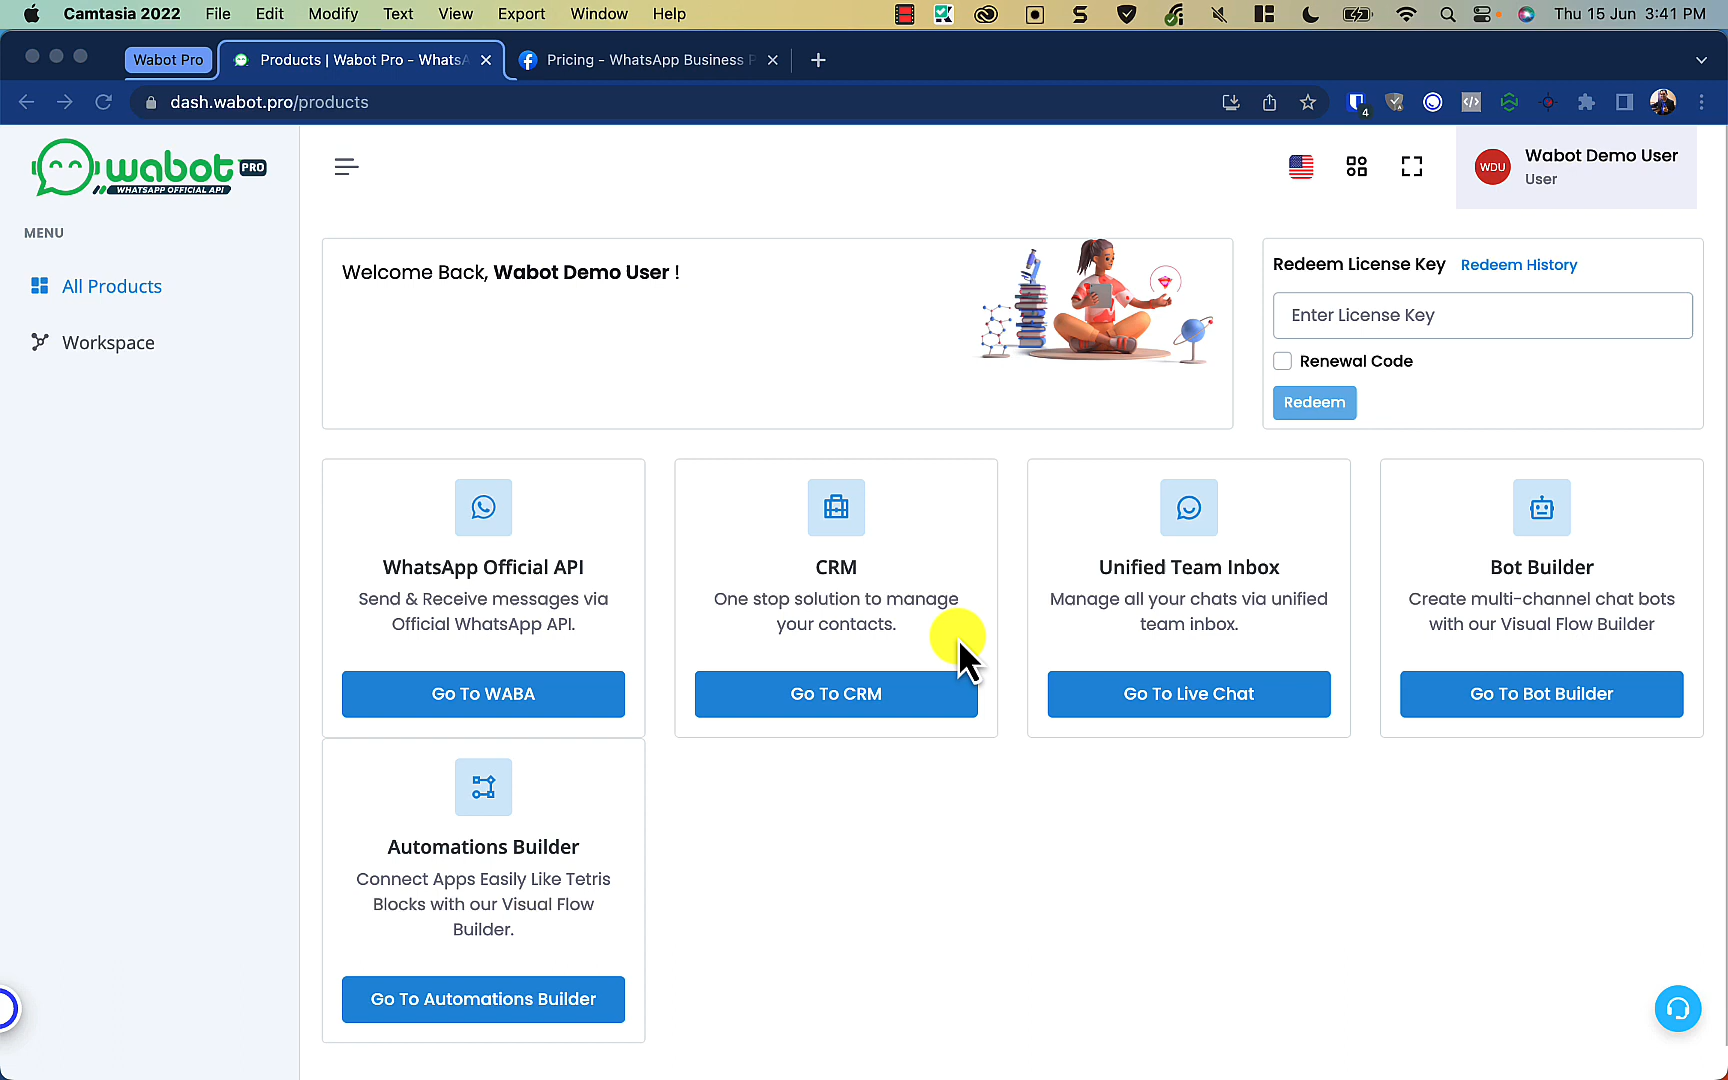 Camtasia 2022 File Edit Modify Text View Export Window Help Thu 15 Jun 3:41 PM
Wabot Pro
Products | Wabot Pro - WhatsA
Pricing - WhatsApp Business P
dash.wabot.pro/products
4
wabot PRO
WHATSAPP OFFICIAL API
WDU
Wabot Demo User
User
MENU
All Products
Workspace
Welcome Back, Wabot Demo User !
Redeem License Key Redeem History
Enter License Key
Renewal Code
Redeem
WhatsApp Official API
Send & Receive messages via
Official WhatsApp API.
Go To WABA
CRM
One stop solution to manage
your contacts.
Go To CRM
Unified Team Inbox
Manage all your chats via unified
team inbox.
Go To Live Chat
Bot Builder
Create multi-channel chat bots
with our Visual Flow Builder
Go To Bot Builder
Automations Builder
Connect Apps Easily Like Tetris
Blocks with our Visual Flow
Builder.
Go To Automations Builder